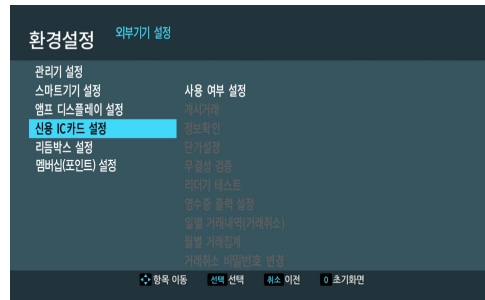 환경설정 외부기기 설정
관리기 설정
스마트기기 설정
앰프 디스플레이 설정
신용 IC카드 설정
리듬박스 설정
멤버십(포인트) 설정
사용 여부 설정
개시거래
정보확인
단가설정
무결성 검증
리더기 테스트
영수증 출력 설정
일별 거래내역(거래취소)
월별 거래집계
거래취소 비밀번호 변경
항목 이동 선택 선택 취소 이전 0 초기화면